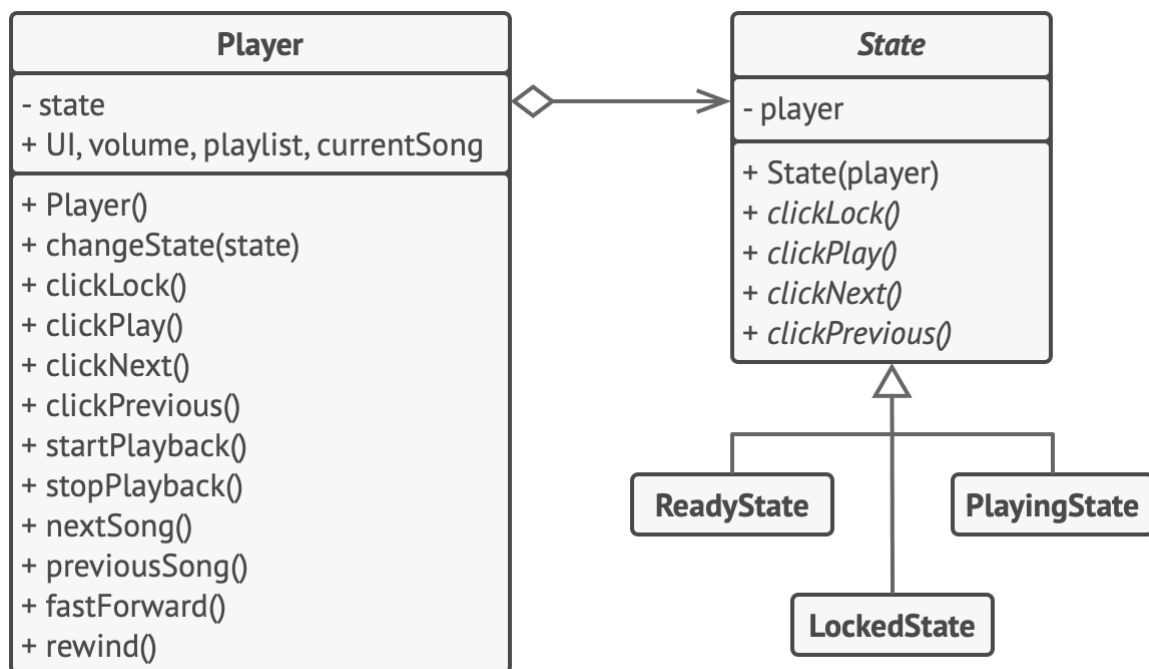 Player
- state
+ UI, volume, playlist, currentSong
+ Player()
+ changeState(state)
+ clickLock()
+ clickPlay()
+ clickNext()
+ clickPrevious()
+ startPlayback()
+ stopPlayback()
+ nextSong()
+ previousSong()
+ fastForward()
+ rewind()
State
- player
+ State(player)
+ clickLock()
+ clickPlay()
+ clickNext()
+ clickPrevious()
ReadyState
PlayingState
LockedState